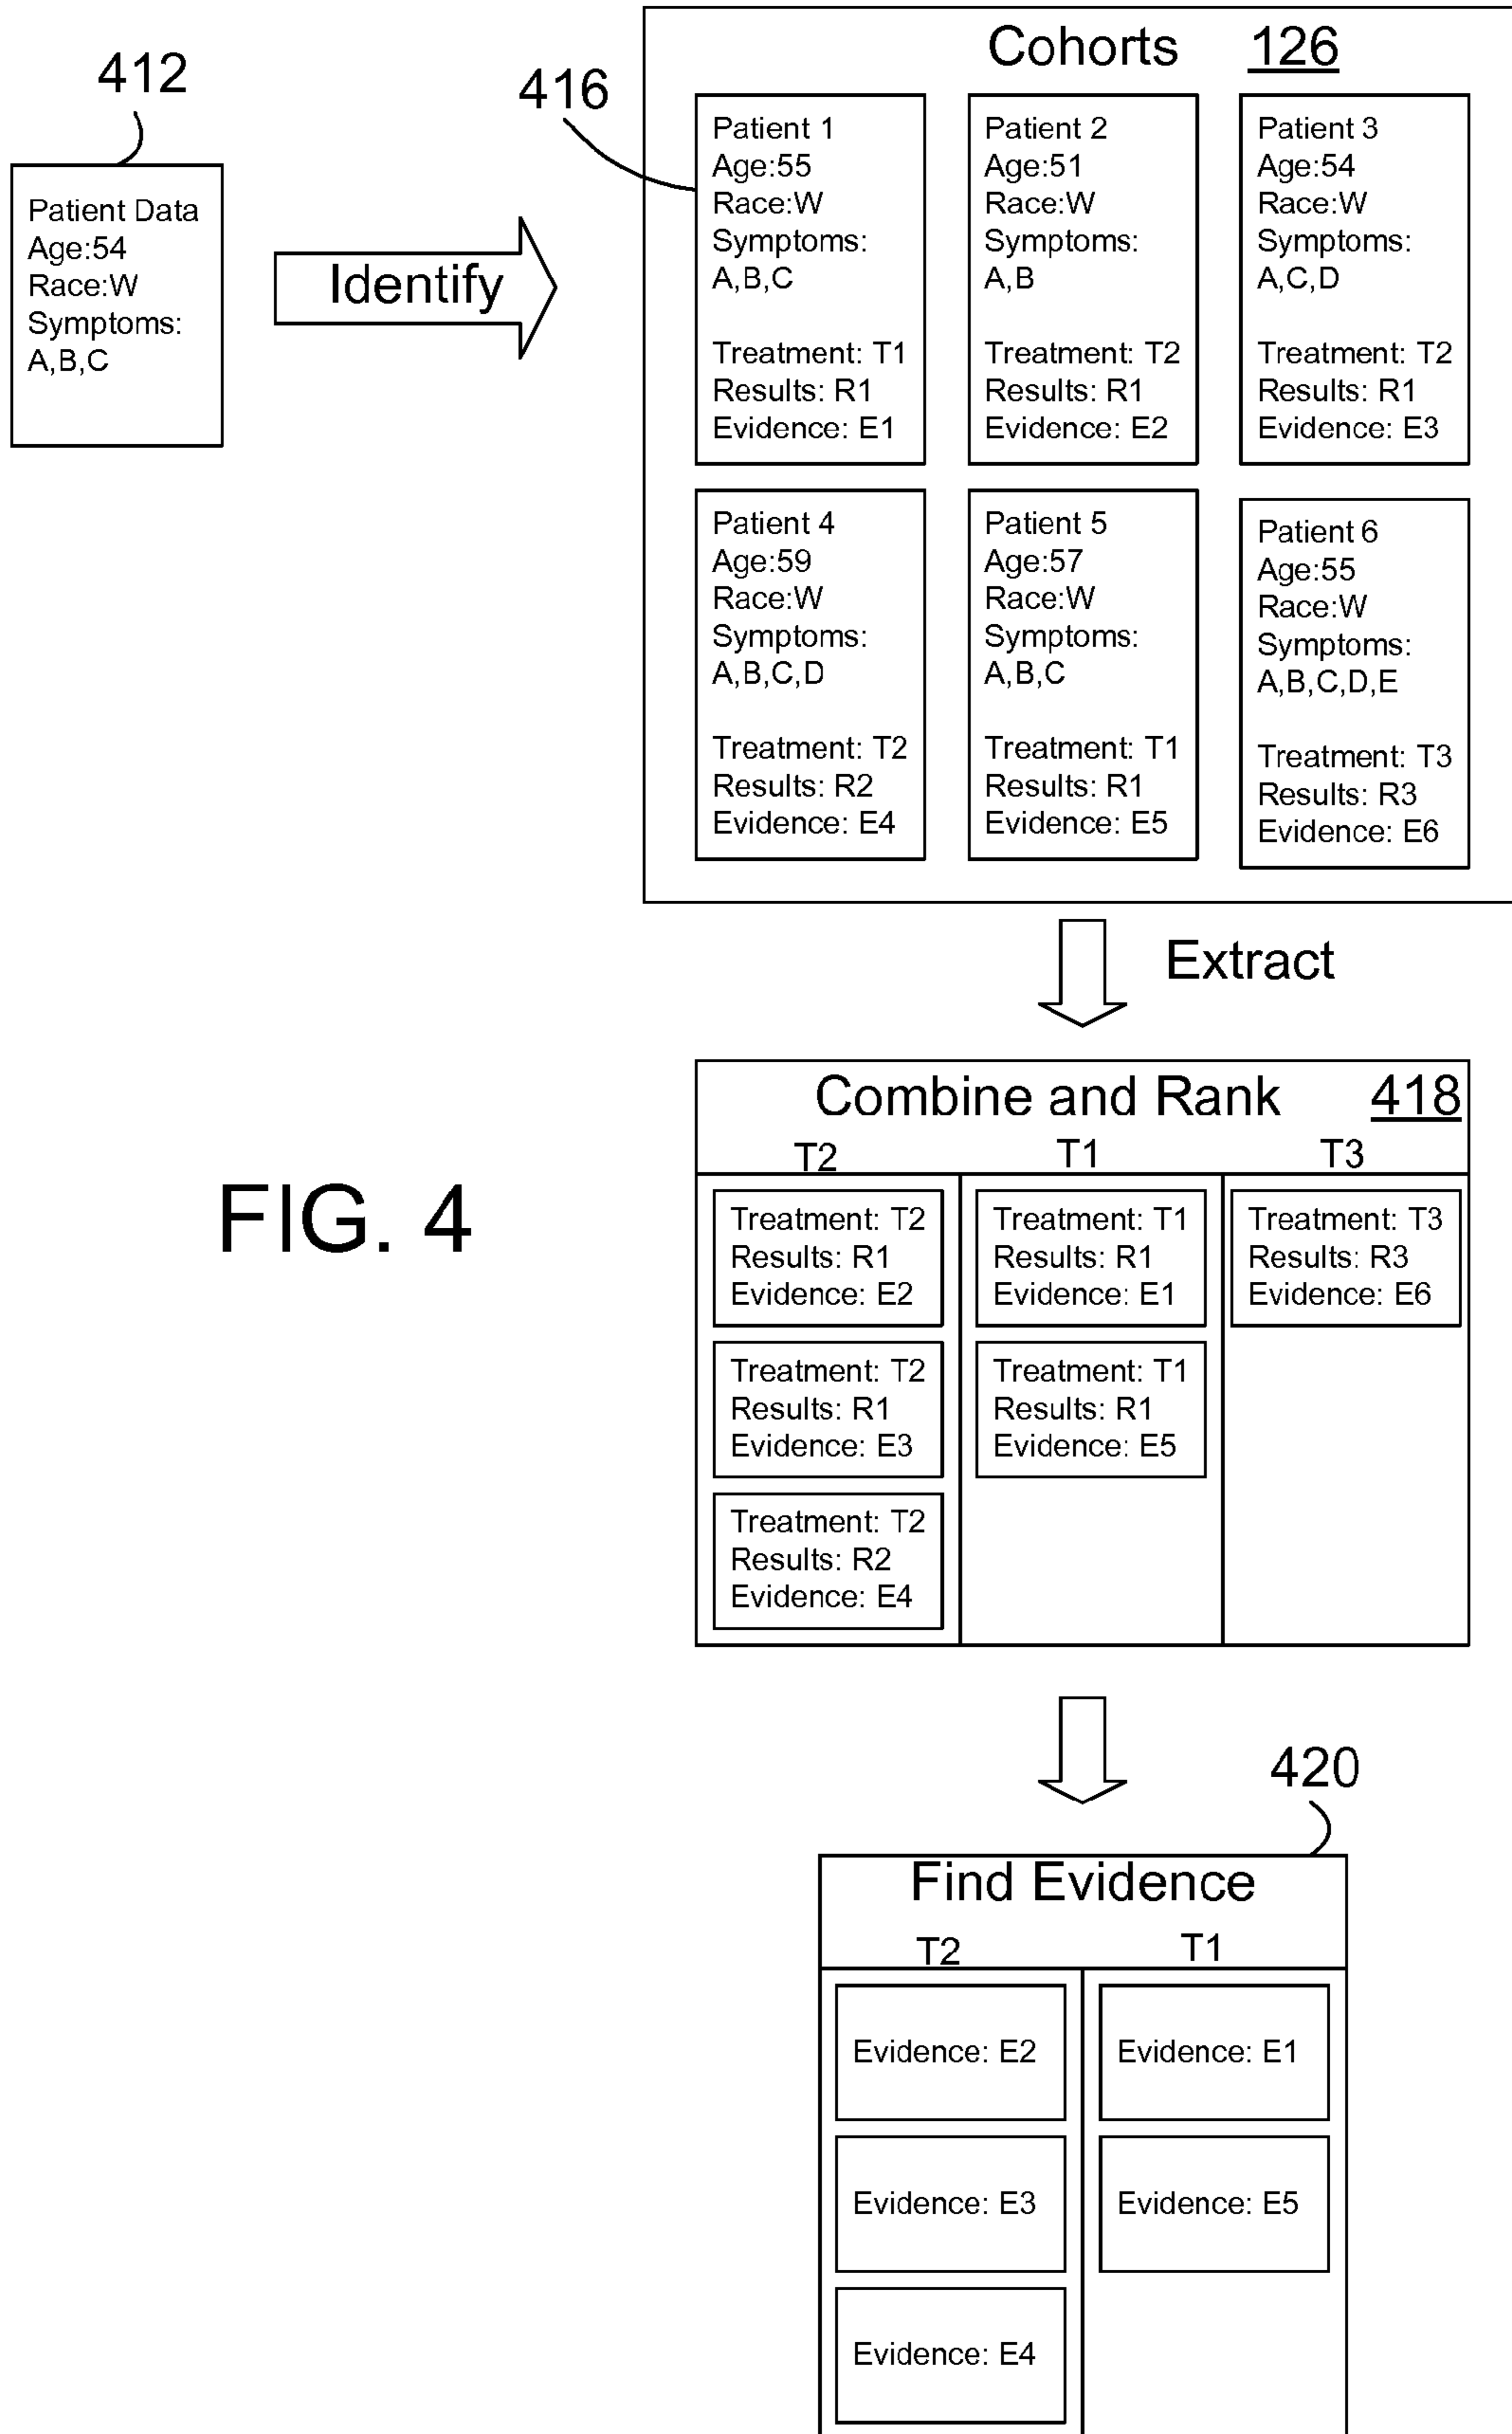 412
Patient Data
Age:54
Race:W
Symptoms:
A,B,C
Identify
416
Cohorts 126
Patient 1
Age:55
Race:W
Symptoms:
A,B,C
Treatment: T1
Results: R1
Evidence: E1
Patient 2
Age:51
Race:W
Symptoms:
A,B
Treatment: T2
Results: R1
Evidence: E2
Patient 3
Age:54
Race:W
Symptoms:
A,C,D
Treatment: T2
Results: R1
Evidence: E3
Patient 4
Age:59
Race:W
Symptoms:
A,B,C,D
Treatment: T2
Results: R2
Evidence: E4
Patient 5
Age:57
Race:W
Symptoms:
A,B,C
Treatment: T1
Results: R1
Evidence: E5
Patient 6
Age:55
Race:W
Symptoms:
A,B,C,D,E
Treatment: T3
Results: R3
Evidence: E6
Extract
FIG. 4
Combine and Rank 418
T2
Treatment: T2
Results: R1
Evidence: E2
Treatment: T2
Results: R1
Evidence: E3
Treatment: T2
Results: R2
Evidence: E4
T1
Treatment: T1
Results: R1
Evidence: E1
Treatment: T1
Results: R1
Evidence: E5
T3
Treatment: T3
Results: R3
Evidence: E6
420
Find Evidence
T2
Evidence: E2
Evidence: E3
Evidence: E4
T1
Evidence: E1
Evidence: E5